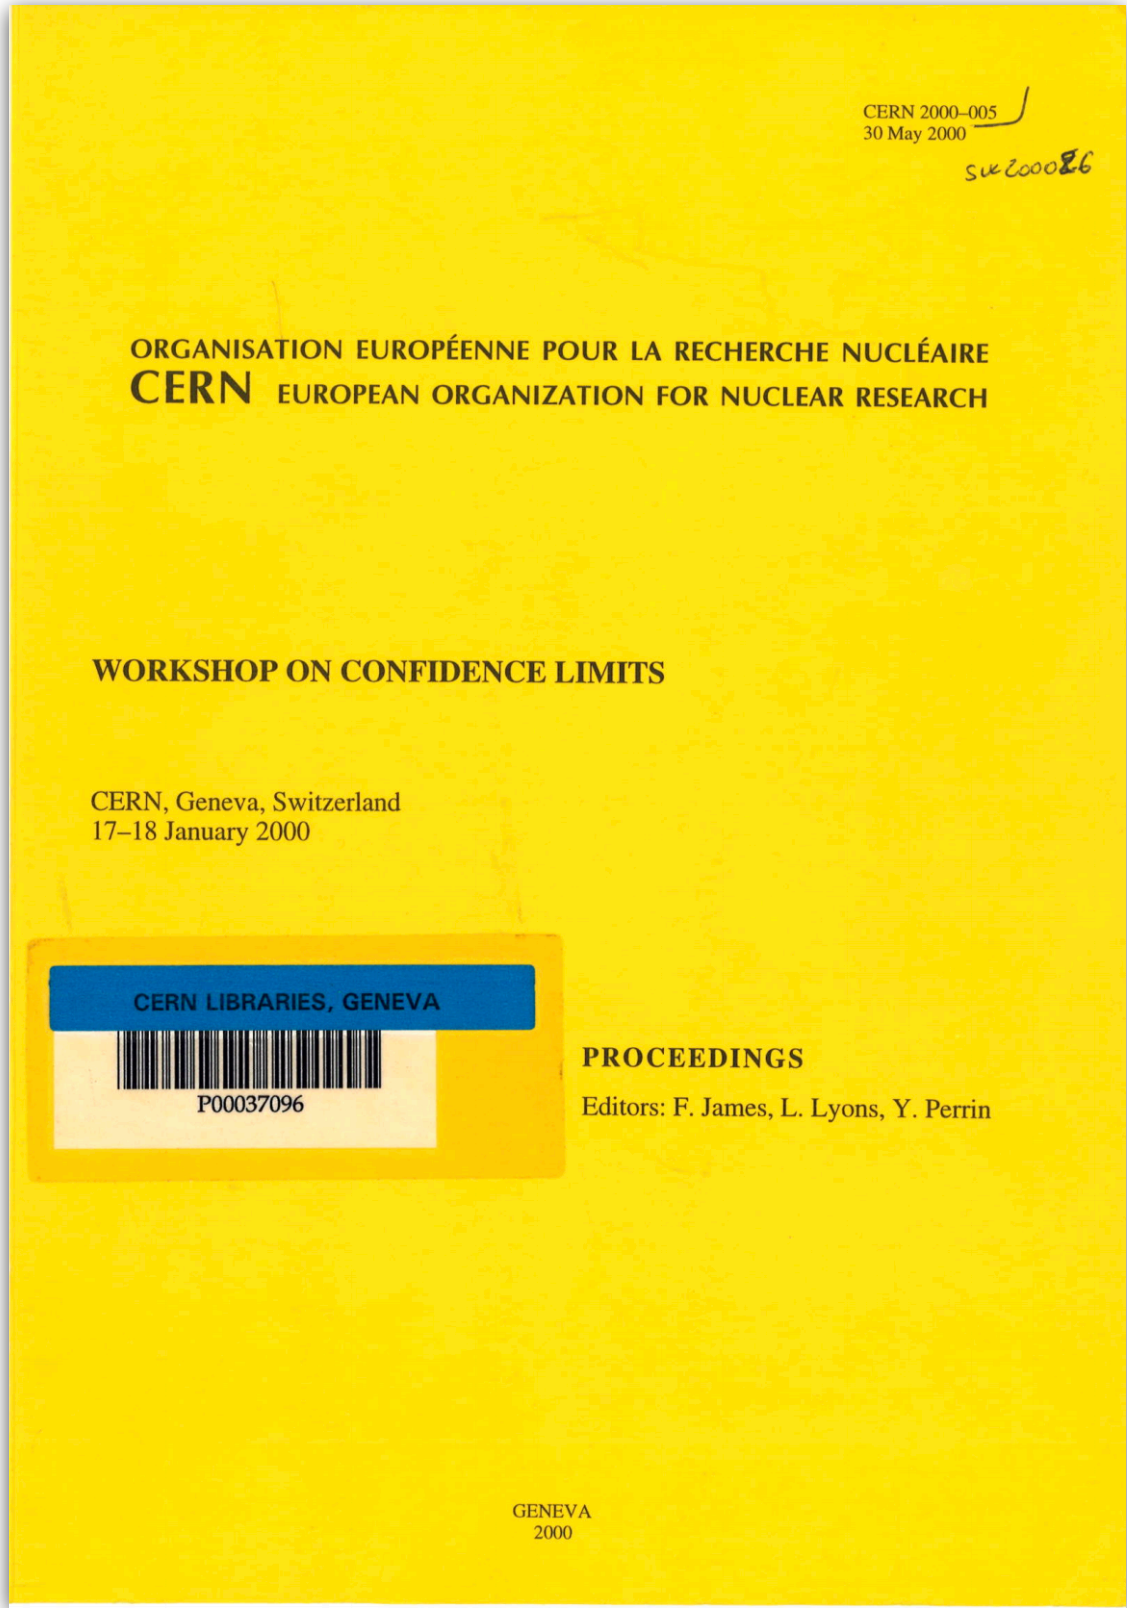 CERN 2000–005
30 May 2000
ORGANISATION EUROPÉENNE POUR LA RECHERCHE NUCLÉAIRE
CERN EUROPEAN ORGANIZATION FOR NUCLEAR RESEARCH
WORKSHOP ON CONFIDENCE LIMITS
CERN, Geneva, Switzerland
17–18 January 2000
CERN LIBRARIES, GENEVA
P00037096
PROCEEDINGS
Editors: F. James, L. Lyons, Y. Perrin
GENEVA
2000